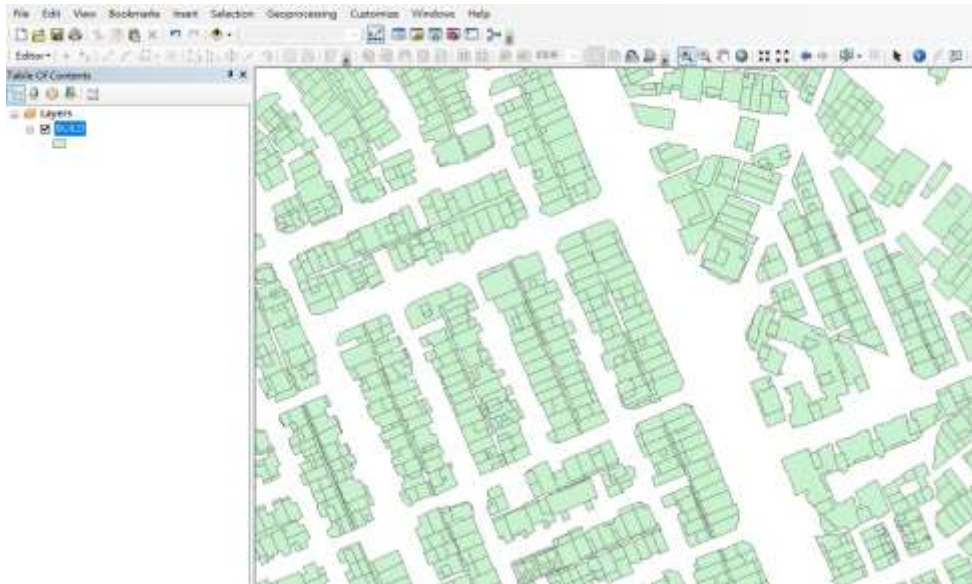 File Edit View Bookmarks Insert Selection Geoprocessing Customize Windows Help
Editor
Table Of Contents
Layers
BUILD